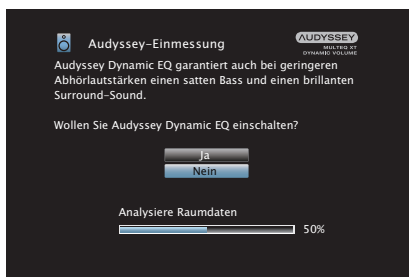 Audyssey-Einmessung
AUDYSSEY
MULTEQ XT
DYNAMIC VOLUME
Audyssey Dynamic EQ garantiert auch bei geringeren
Abhörlautstärken einen satten Bass und einen brillanten
Surround-Sound.
Wollen Sie Audyssey Dynamic EQ einschalten?
Ja
Nein
Analysiere Raumdaten
50%